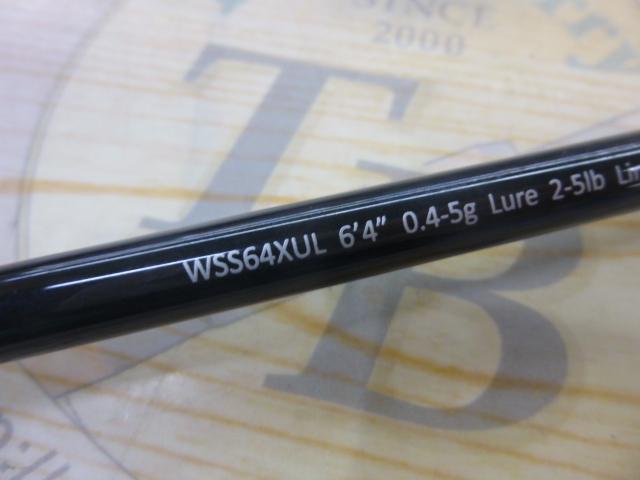 SINCE
2000
TB
WSS64XUL 6'4" 0.4-5g Lure 2-5lb